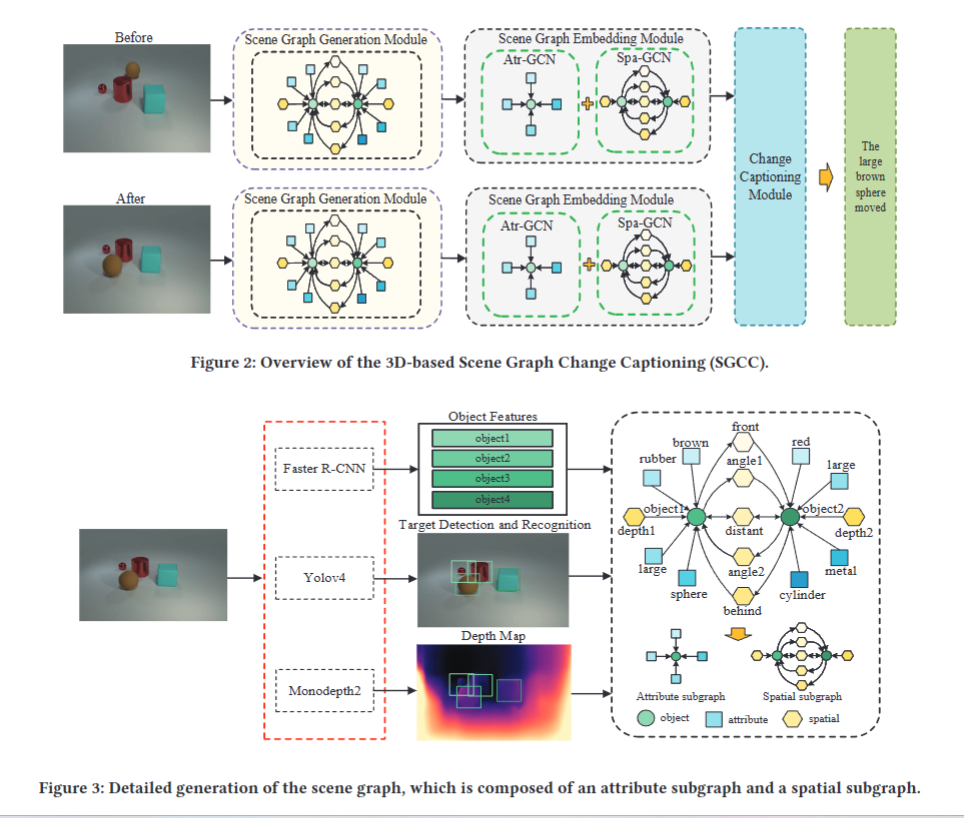 Before
Scene Graph Generation Module
Scene Graph Embedding Module
Atr-GCN
Spa-GCN
After
Scene Graph Generation Module
Scene Graph Embedding Module
Atr-GCN
Spa-GCN
Change
Captioning
Module
The
large
brown
sphere
moved
Figure 2: Overview of the 3D-based Scene Graph Change Captioning (SGCC).
Faster R-CNN
Yolov4
Monodepth2
Object Features
object1
object2
object3
object4
Target Detection and Recognition
Depth Map
front
brown
red
rubber
angle1
large
object1
object2
depth1
distant
depth2
large
angle2
metal
sphere
cylinder
behind
Attribute subgraph
Spatial subgraph
object
attribute
spatial
Figure 3: Detailed generation of the scene graph, which is composed of an attribute subgraph and a spatial subgraph.